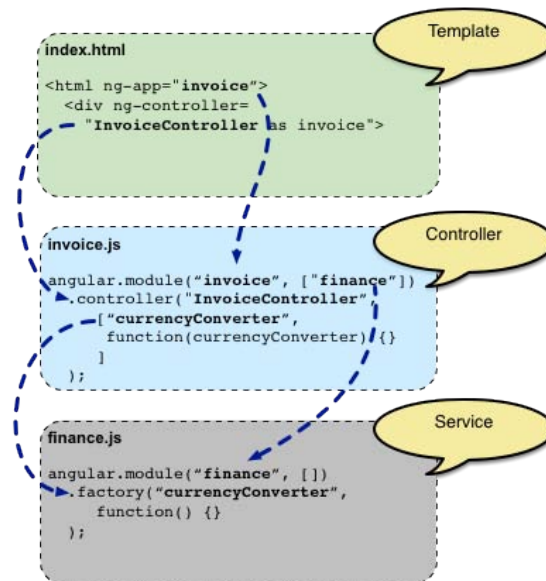 Template
index.html
<html ng-app="invoice">
<div ng-controller=
"InvoiceController as invoice">
Controller
invoice.js
angular.module(“invoice”, ["finance"])
.controller("InvoiceController”,
[“currencyConverter”,
function(currencyConverter) {}
]
);
Service
finance.js
angular.module(“finance”, [])
.factory(“currencyConverter”,
function() {}
);